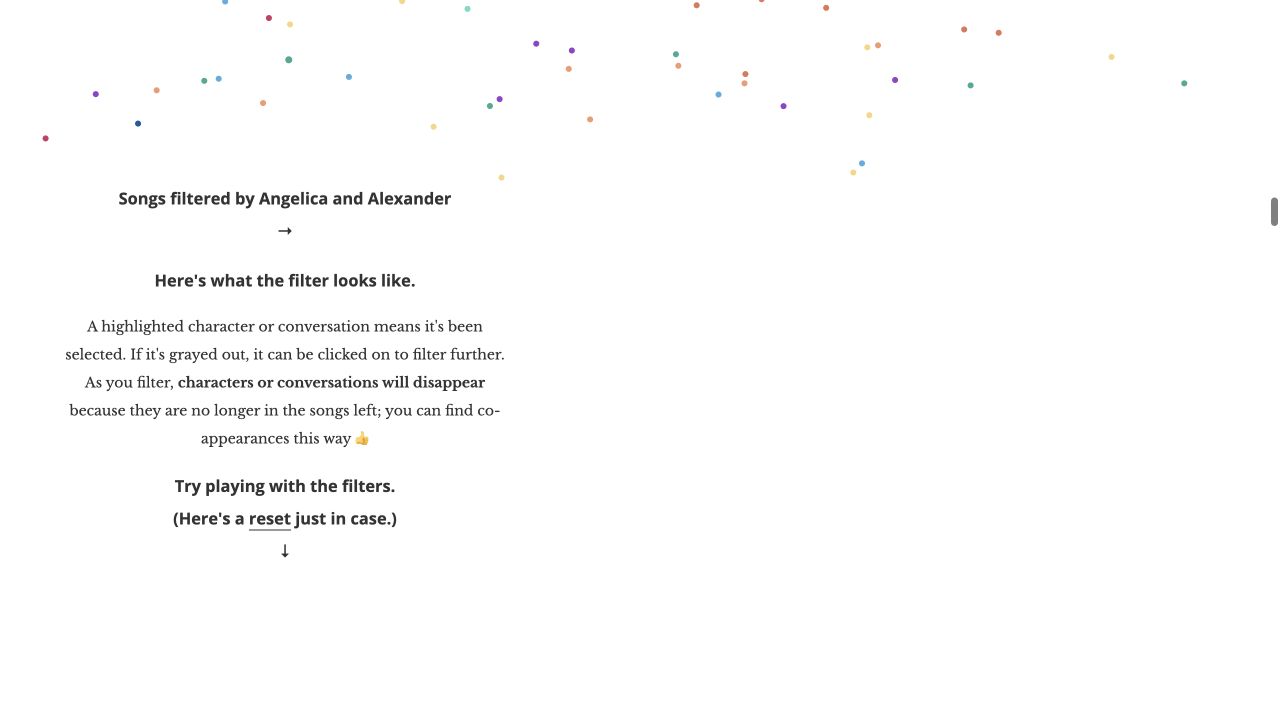 Songs filtered by Angelica and Alexander
→
Here's what the filter looks like.
A highlighted character or conversation means it's been
selected. If it's grayed out, it can be clicked on to filter further.
As you filter, characters or conversations will disappear
because they are no longer in the songs left; you can find co-
appearances this way 👍
Try playing with the filters.
(Here's a reset just in case.)
↓